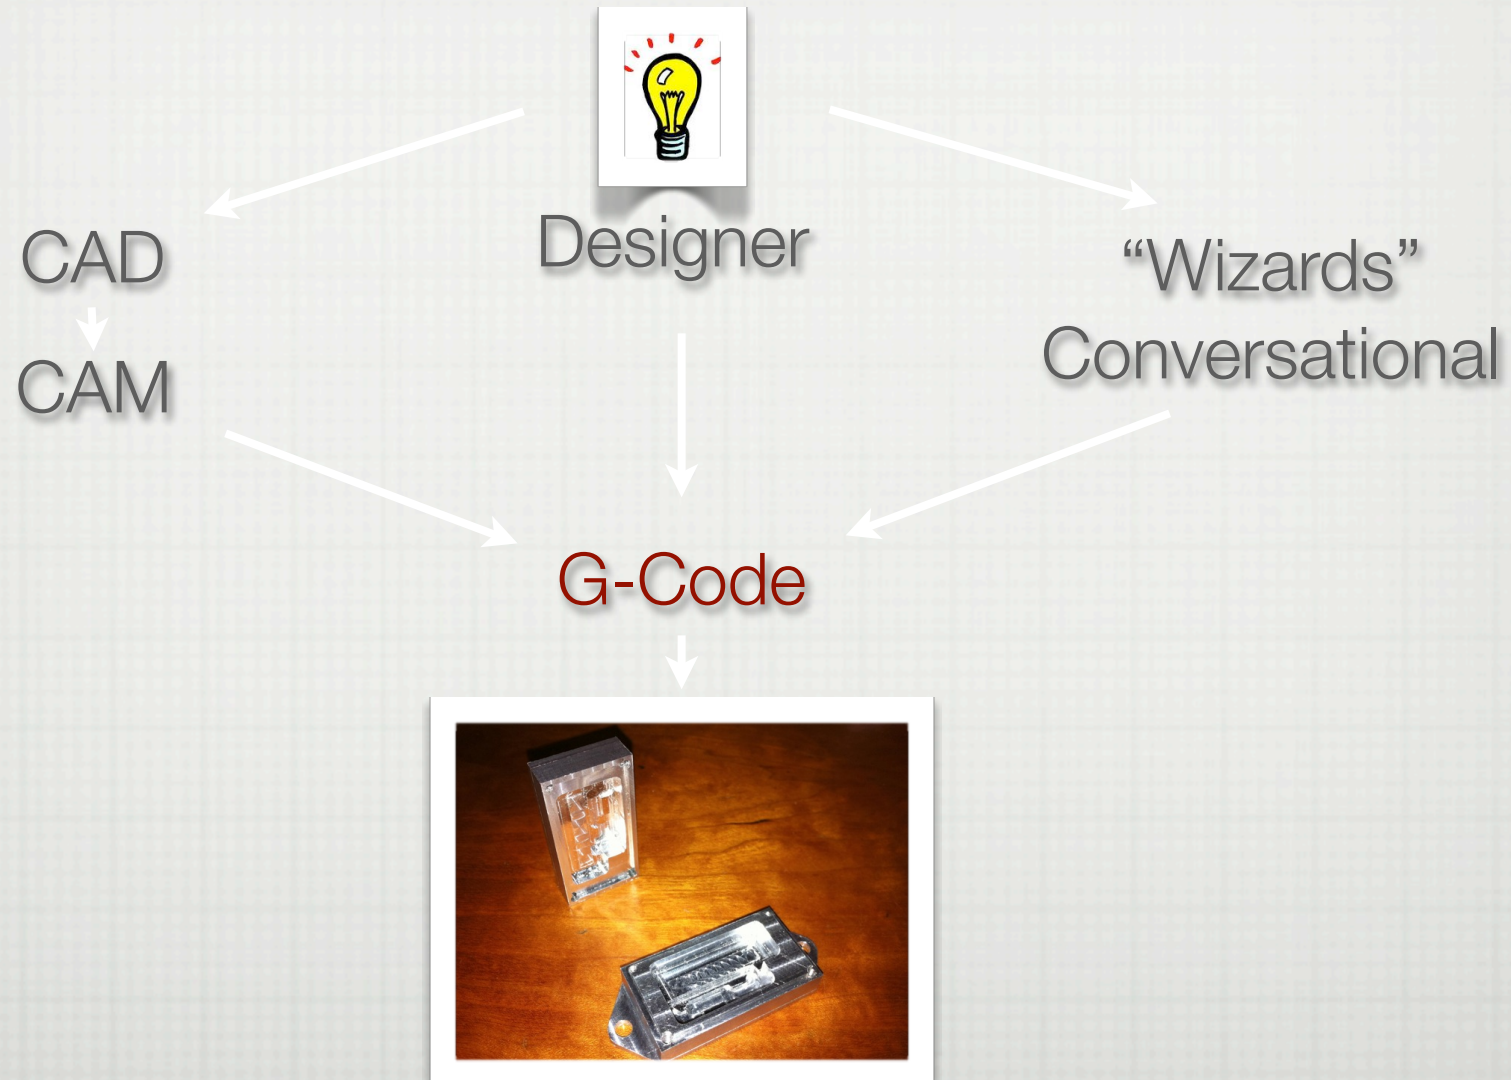 Designer
CAD
CAM
“Wizards”
Conversational
G-Code